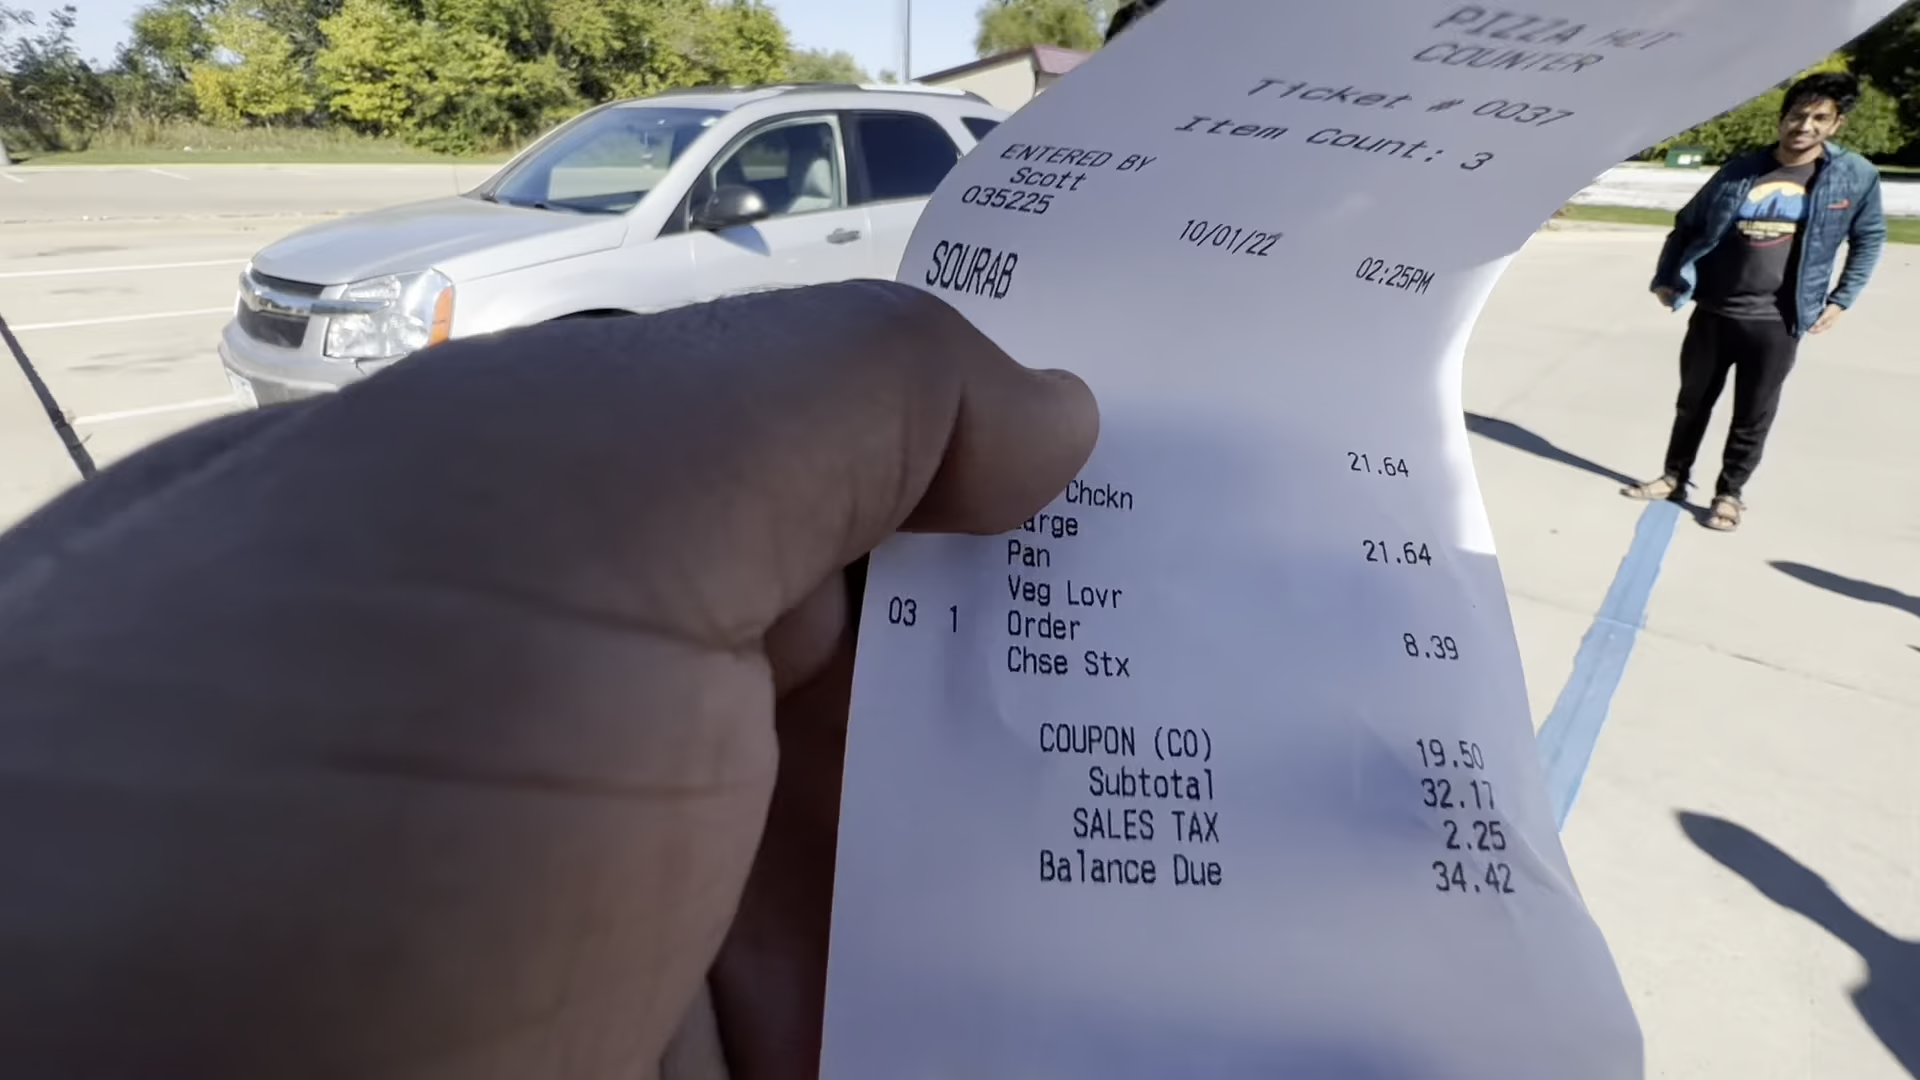 PIZZA HUT
COUNTER
Ticket # 0037
Item Count: 3
ENTERED BY
Scott
035225
10/01/22 02:25PM
SOURAB
21.64
Chckn
arge
Pan 21.64
Veg Lovr
03 1 Order 8.39
Chse Stx
COUPON (CO) 19.50
Subtotal 32.17
SALES TAX 2.25
Balance Due 34.42